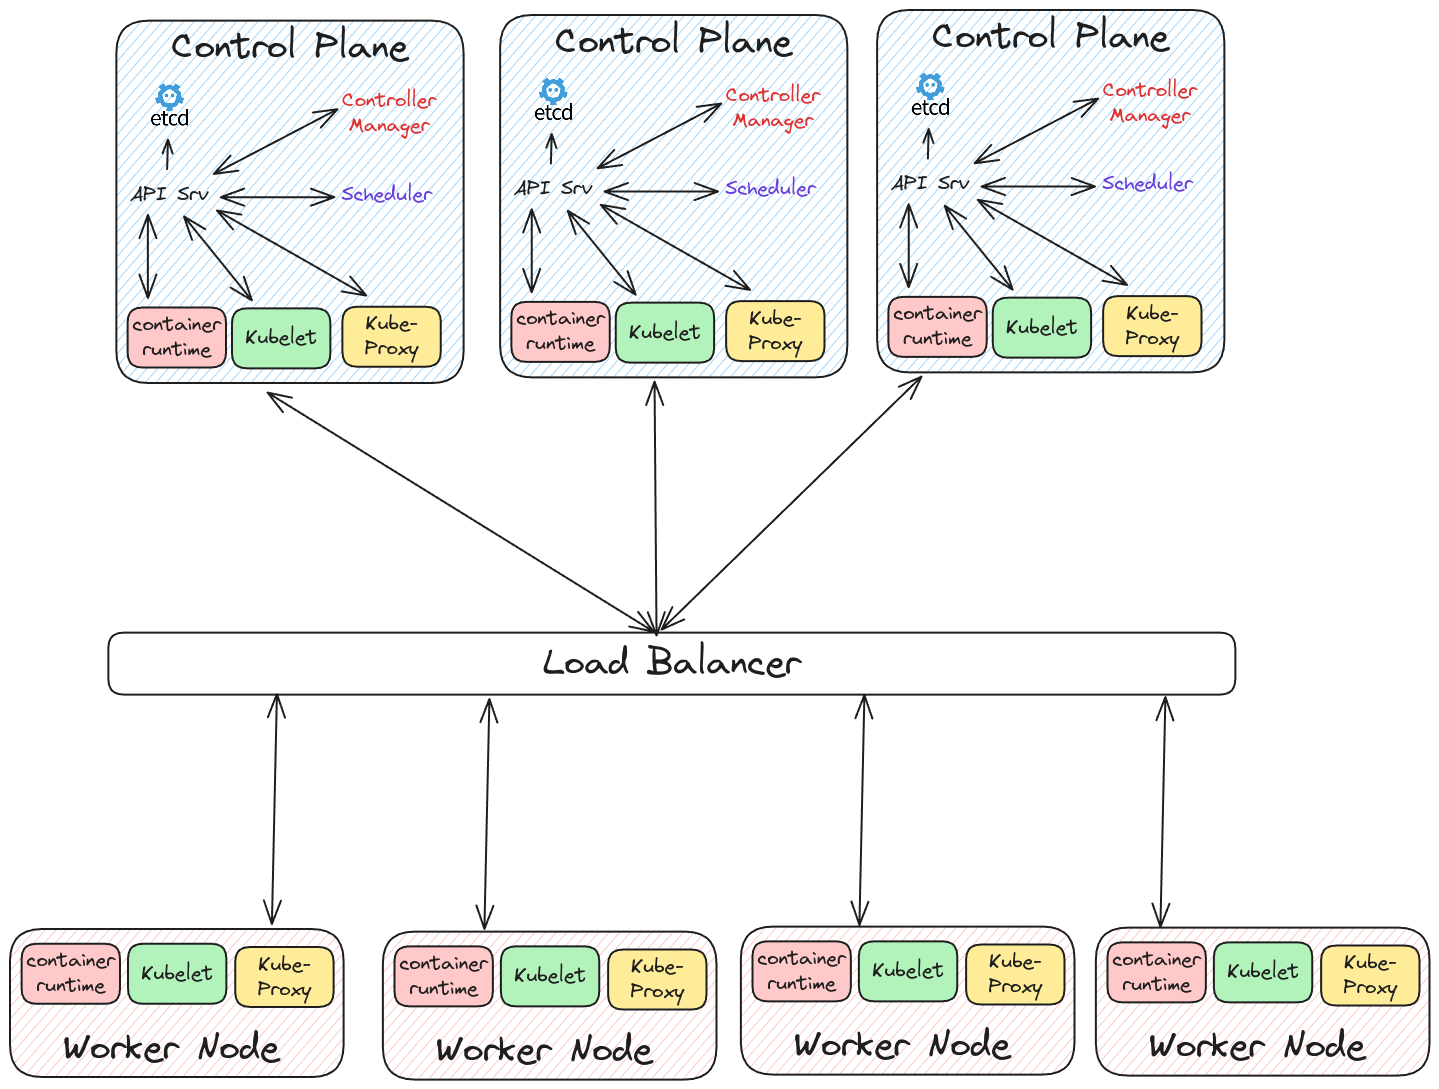 Control Plane
etcd
Controller
Manager
API Srv
Scheduler
container
runtime
Kubelet
Kube-
Proxy
Control Plane
etcd
Controller
Manager
API Srv
Scheduler
container
runtime
Kubelet
Kube-
Proxy
Control Plane
etcd
Controller
Manager
API Srv
Scheduler
container
runtime
Kubelet
Kube-
Proxy
Load Balancer
container
runtime
Kubelet
Kube-
Proxy
Worker Node
container
runtime
Kubelet
Kube-
Proxy
Worker Node
container
runtime
Kubelet
Kube-
Proxy
Worker Node
container
runtime
Kubelet
Kube-
Proxy
Worker Node